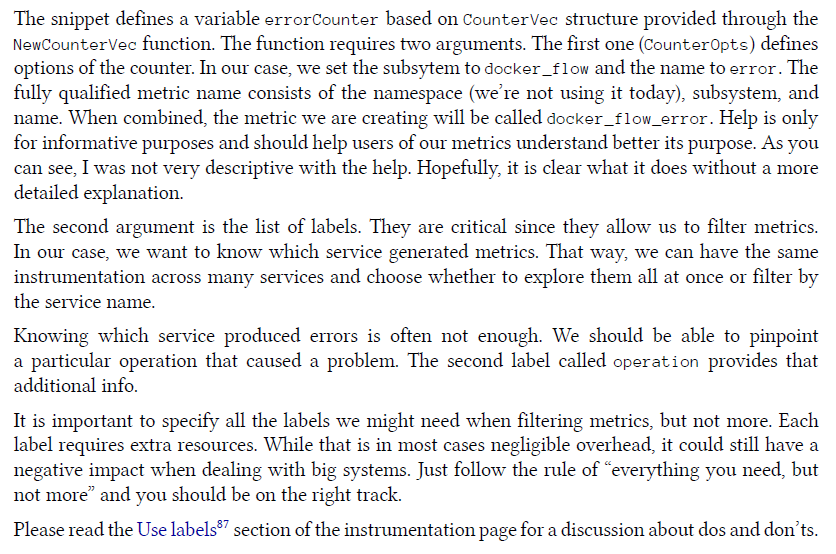 The snippet defines a variable errorCounter based on CounterVec structure provided through the
NewCounterVec function. The function requires two arguments. The first one (CounterOpts) defines
options of the counter. In our case, we set the subsytem to docker_flow and the name to error. The
fully qualified metric name consists of the namespace (we’re not using it today), subsystem, and
name. When combined, the metric we are creating will be called docker_flow_error. Help is only
for informative purposes and should help users of our metrics understand better its purpose. As you
can see, I was not very descriptive with the help. Hopefully, it is clear what it does without a more
detailed explanation.
The second argument is the list of labels. They are critical since they allow us to filter metrics.
In our case, we want to know which service generated metrics. That way, we can have the same
instrumentation across many services and choose whether to explore them all at once or filter by
the service name.
Knowing which service produced errors is often not enough. We should be able to pinpoint
a particular operation that caused a problem. The second label called operation provides that
additional info.
It is important to specify all the labels we might need when filtering metrics, but not more. Each
label requires extra resources. While that is in most cases negligible overhead, it could still have a
negative impact when dealing with big systems. Just follow the rule of “everything you need, but
not more” and you should be on the right track.
Please read the Use labels⁸⁷ section of the instrumentation page for a discussion about dos and don’ts.